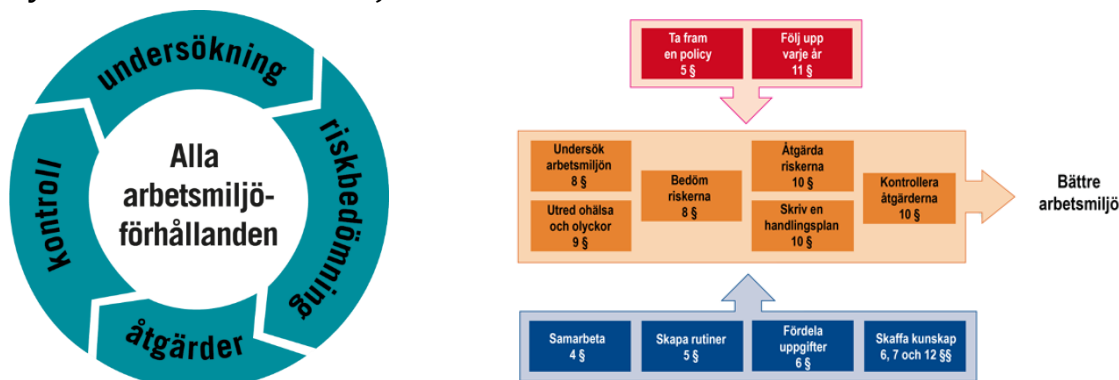 undersökning
riskbedömning
åtgärder
kontroll
Alla
arbetsmiljö-
förhållanden
Ta fram
en policy
5 §
Följ upp
varje år
11 §
Undersök
arbetsmiljön
8 §
Utred ohälsa
och olyckor
9 §
Bedöm
riskerna
8 §
Åtgärda
riskerna
10 §
Skriv en
handlingsplan
10 §
Kontrollera
åtgärderna
10 §
Bättre
arbetsmiljö
Samarbeta
4 §
Skapa rutiner
5 §
Fördela
uppgifter
6 §
Skaffa kunskap
6, 7 och 12 §§